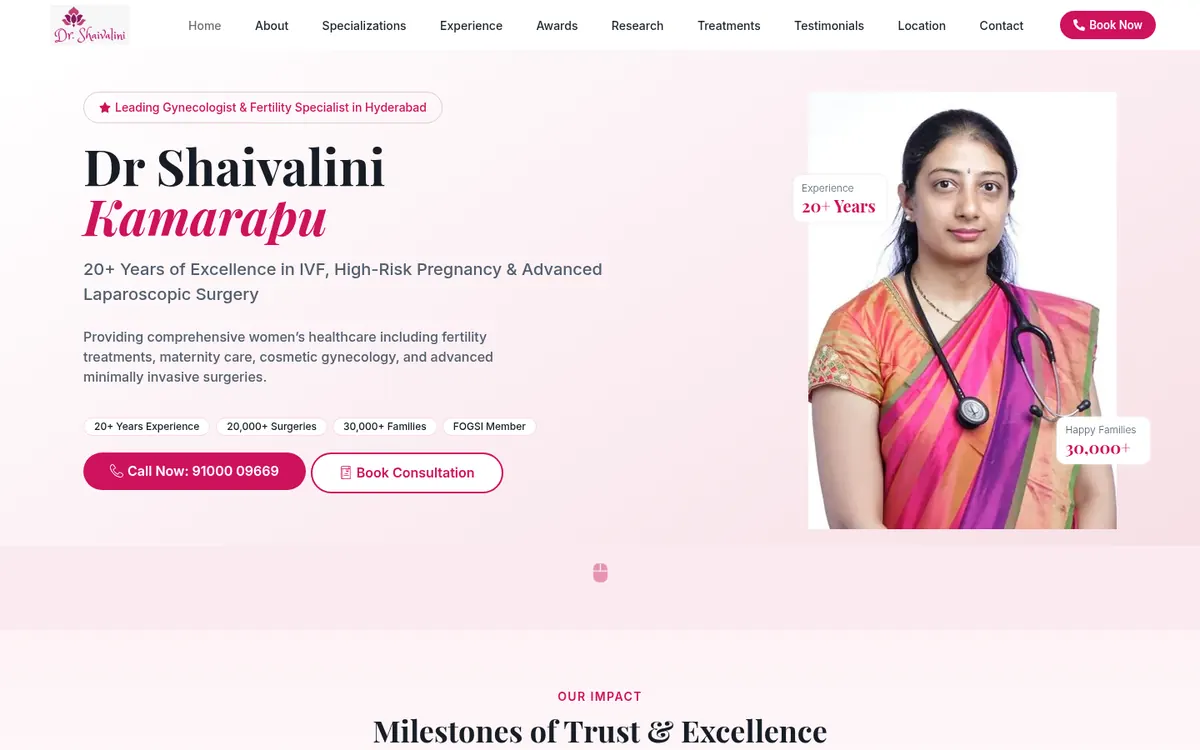 Dr. Shaivalini
Home
About
Specializations
Experience
Awards
Research
Treatments
Testimonials
Location
Contact
Book Now
Leading Gynecologist & Fertility Specialist in Hyderabad
Dr Shaivalini
Kamarapu
20+ Years of Excellence in IVF, High-Risk Pregnancy & Advanced
Laparoscopic Surgery
Providing comprehensive women’s healthcare including fertility
treatments, maternity care, cosmetic gynecology, and advanced
minimally invasive surgeries.
20+ Years Experience
20,000+ Surgeries
30,000+ Families
FOGSI Member
Call Now: 91000 09669
Book Consultation
Experience
20+ Years
Happy Families
30,000+
OUR IMPACT
Milestones of Trust & Excellence